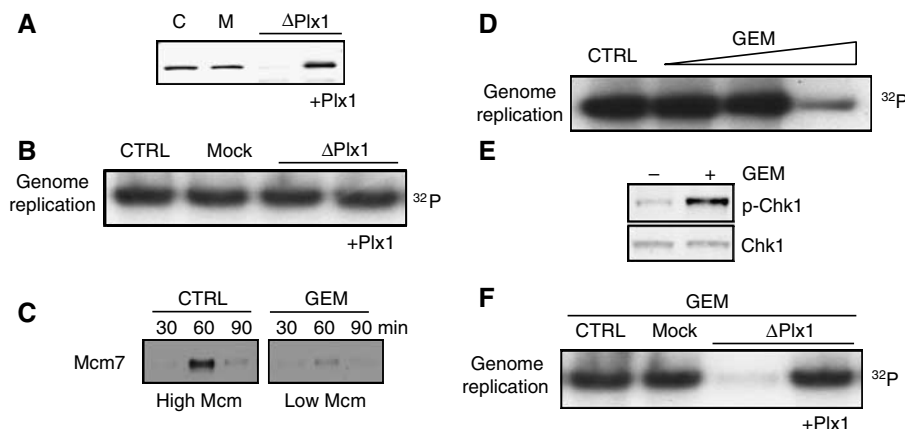 A
C M ΔPlx1
+Plx1
B
CTRL Mock ΔPlx1
Genome
replication
32P
+Plx1
C
CTRL GEM
30 60 90 30 60 90 min
Mcm7
High Mcm Low Mcm
D
CTRL GEM
Genome
replication
32P
E
– + GEM
p-Chk1
Chk1
F
GEM
CTRL Mock ΔPlx1
Genome
replication
32P
+Plx1